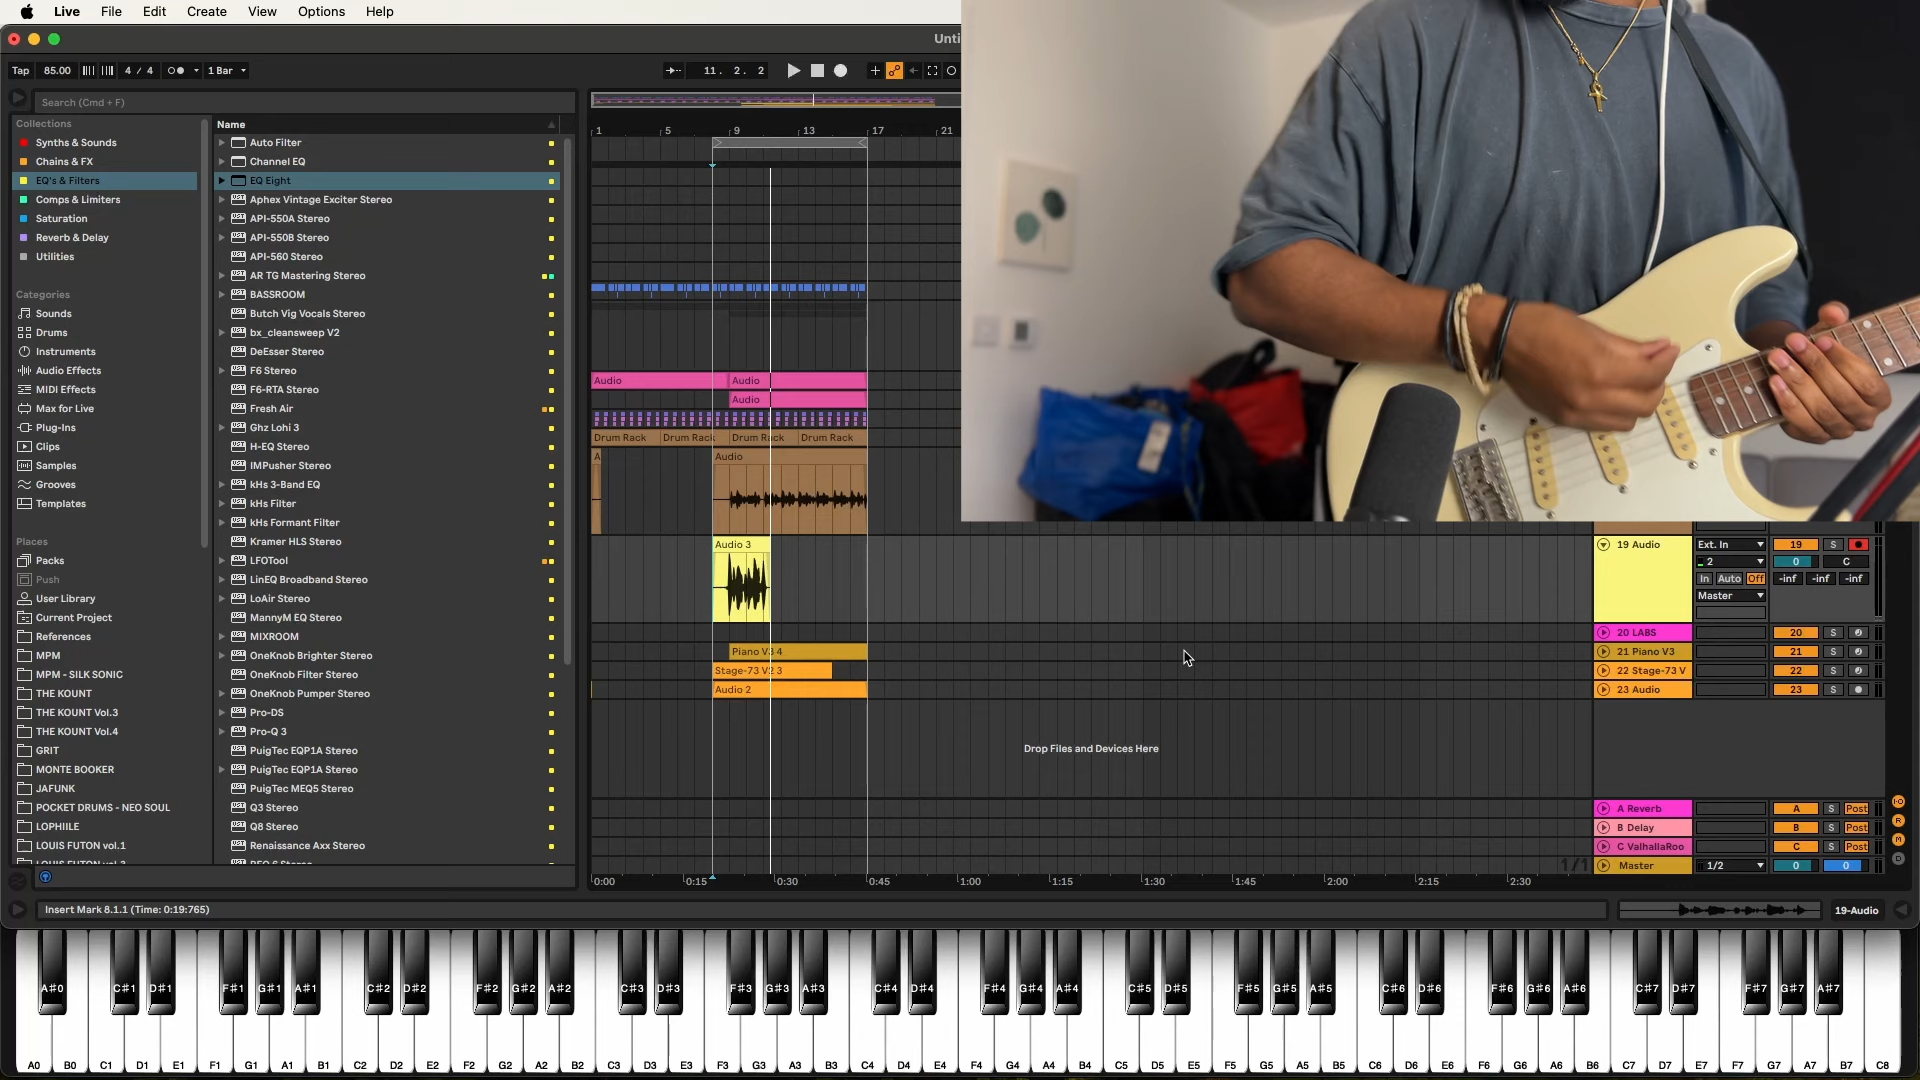 Live File Edit Create View Options Help
Unti
Tap 85.00 4 / 4 1 Bar 11. 2. 2
Search (Cmd + F)
Collections
Synths & Sounds
Chains & FX
EQ's & Filters
Comps & Limiters
Saturation
Reverb & Delay
Utilities
Categories
Sounds
Drums
Instruments
Audio Effects
MIDI Effects
Max for Live
Plug-Ins
Clips
Samples
Grooves
Templates
Places
Packs
Push
User Library
Current Project
References
MPM
MPM - SILK SONIC
THE KOUNT
THE KOUNT Vol.3
THE KOUNT Vol.4
GRIT
MONTE BOOKER
JAFUNK
POCKET DRUMS - NEO SOUL
LOPHIILE
LOUIS FUTON vol.1
Name
Auto Filter
Channel EQ
EQ Eight
Aphex Vintage Exciter Stereo
API-550A Stereo
API-550B Stereo
API-560 Stereo
AR TG Mastering Stereo
BASSROOM
Butch Vig Vocals Stereo
bx_cleansweep V2
DeEsser Stereo
F6 Stereo
F6-RTA Stereo
Fresh Air
Ghz Lohi 3
H-EQ Stereo
IMPusher Stereo
kHs 3-Band EQ
kHs Filter
kHs Formant Filter
Kramer HLS Stereo
LFOTool
LinEQ Broadband Stereo
LoAir Stereo
MannyM EQ Stereo
MIXROOM
OneKnob Brighter Stereo
OneKnob Filter Stereo
OneKnob Pumper Stereo
Pro-DS
Pro-Q 3
PuigTec EQP1A Stereo
PuigTec EQP1A Stereo
PuigTec MEQ5 Stereo
Q3 Stereo
Q8 Stereo
Renaissance Axx Stereo
1 5 9 13 17 21
Audio Audio
Audio
Drum Rack Drum Rack Drum Rack Drum Rack
A Audio
Audio 3
Piano V3 4
Stage-73 V2 3
Audio 2
Drop Files and Devices Here
19 Audio Ext. In 19 S
2 0 C
In Auto Off -inf -inf -inf
Master
20 LABS 20 S
21 Piano V3 21 S
22 Stage-73 V 22 S
23 Audio 23 S
A Reverb A S Post
B Delay B S Post
C ValhallaRoo C S Post
1/1 Master 1/2 0 0
0:00 0:15 0:30 0:45 1:00 1:15 1:30 1:45 2:00 2:15 2:30
Insert Mark 8.1.1 (Time: 0:19:765)
19-Audio
A#0 C#1 D#1 F#1 G#1 A#1 C#2 D#2 F#2 G#2 A#2 C#3 D#3 F#3 G#3 A#3 C#4 D#4 F#4 G#4 A#4 C#5 D#5 F#5 G#5 A#5 C#6 D#6 F#6 G#6 A#6 C#7 D#7 F#7 G#7 A#7
A0 B0 C1 D1 E1 F1 G1 A1 B1 C2 D2 E2 F2 G2 A2 B2 C3 D3 E3 F3 G3 A3 B3 C4 D4 E4 F4 G4 A4 B4 C5 D5 E5 F5 G5 A5 B5 C6 D6 E6 F6 G6 A6 B6 C7 D7 E7 F7 G7 A7 B7 C8